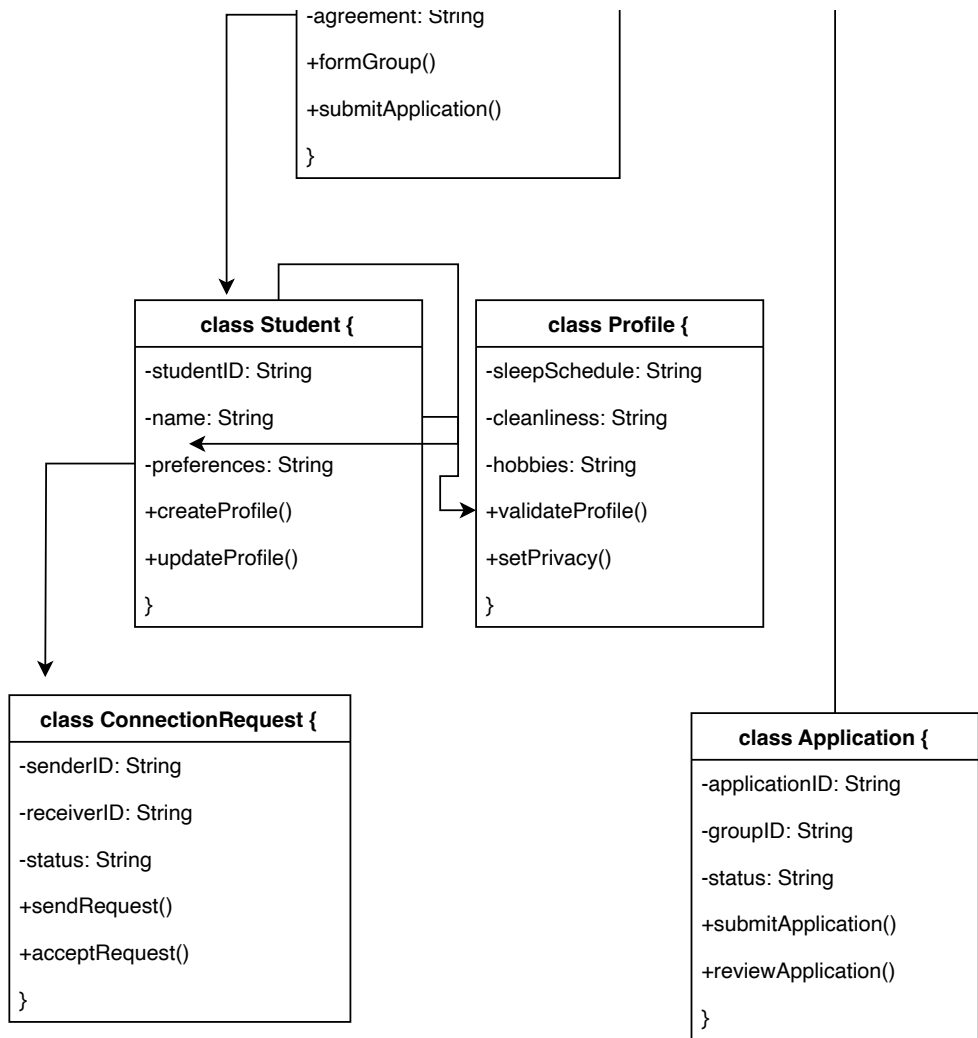 -agreement: String
+formGroup()
+submitApplication()
}
class Student {
-studentID: String
-name: String
-preferences: String
+createProfile()
+updateProfile()
}
class Profile {
-sleepSchedule: String
-cleanliness: String
-hobbies: String
+validateProfile()
+setPrivacy()
}
class ConnectionRequest {
-senderID: String
-receiverID: String
-status: String
+sendRequest()
+acceptRequest()
}
class Application {
-applicationID: String
-groupID: String
-status: String
+submitApplication()
+reviewApplication()
}